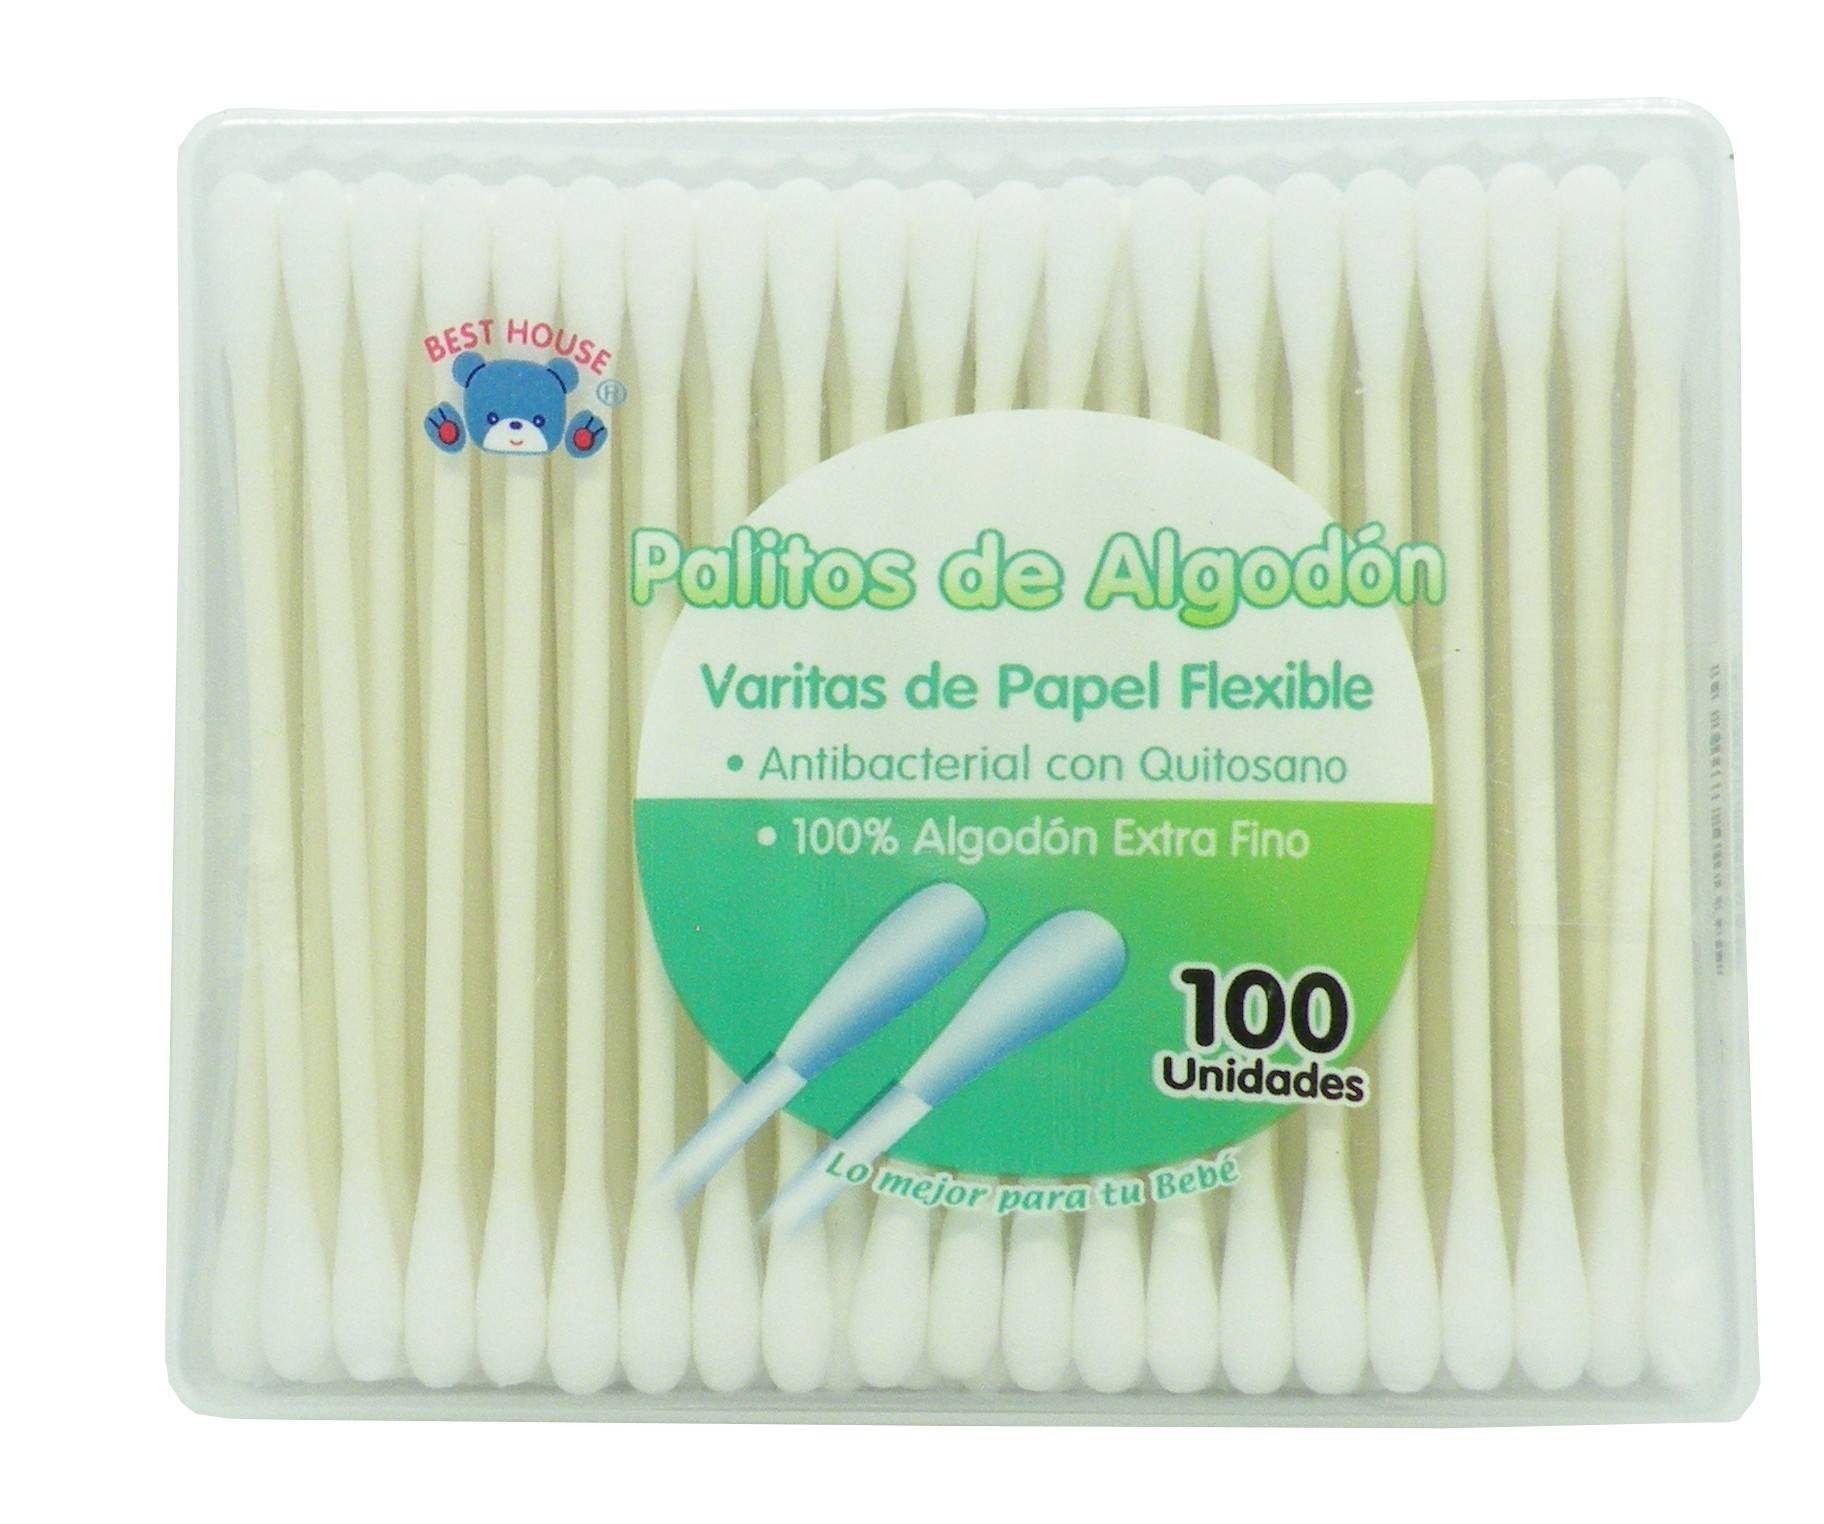 BEST HOUSE
®
Palitos de Algodón
Varitas de Papel Flexible
• Antibacterial con Quitosano
• 100% Algodón Extra Fino
100
Unidades
Lo mejor para tu Bebé